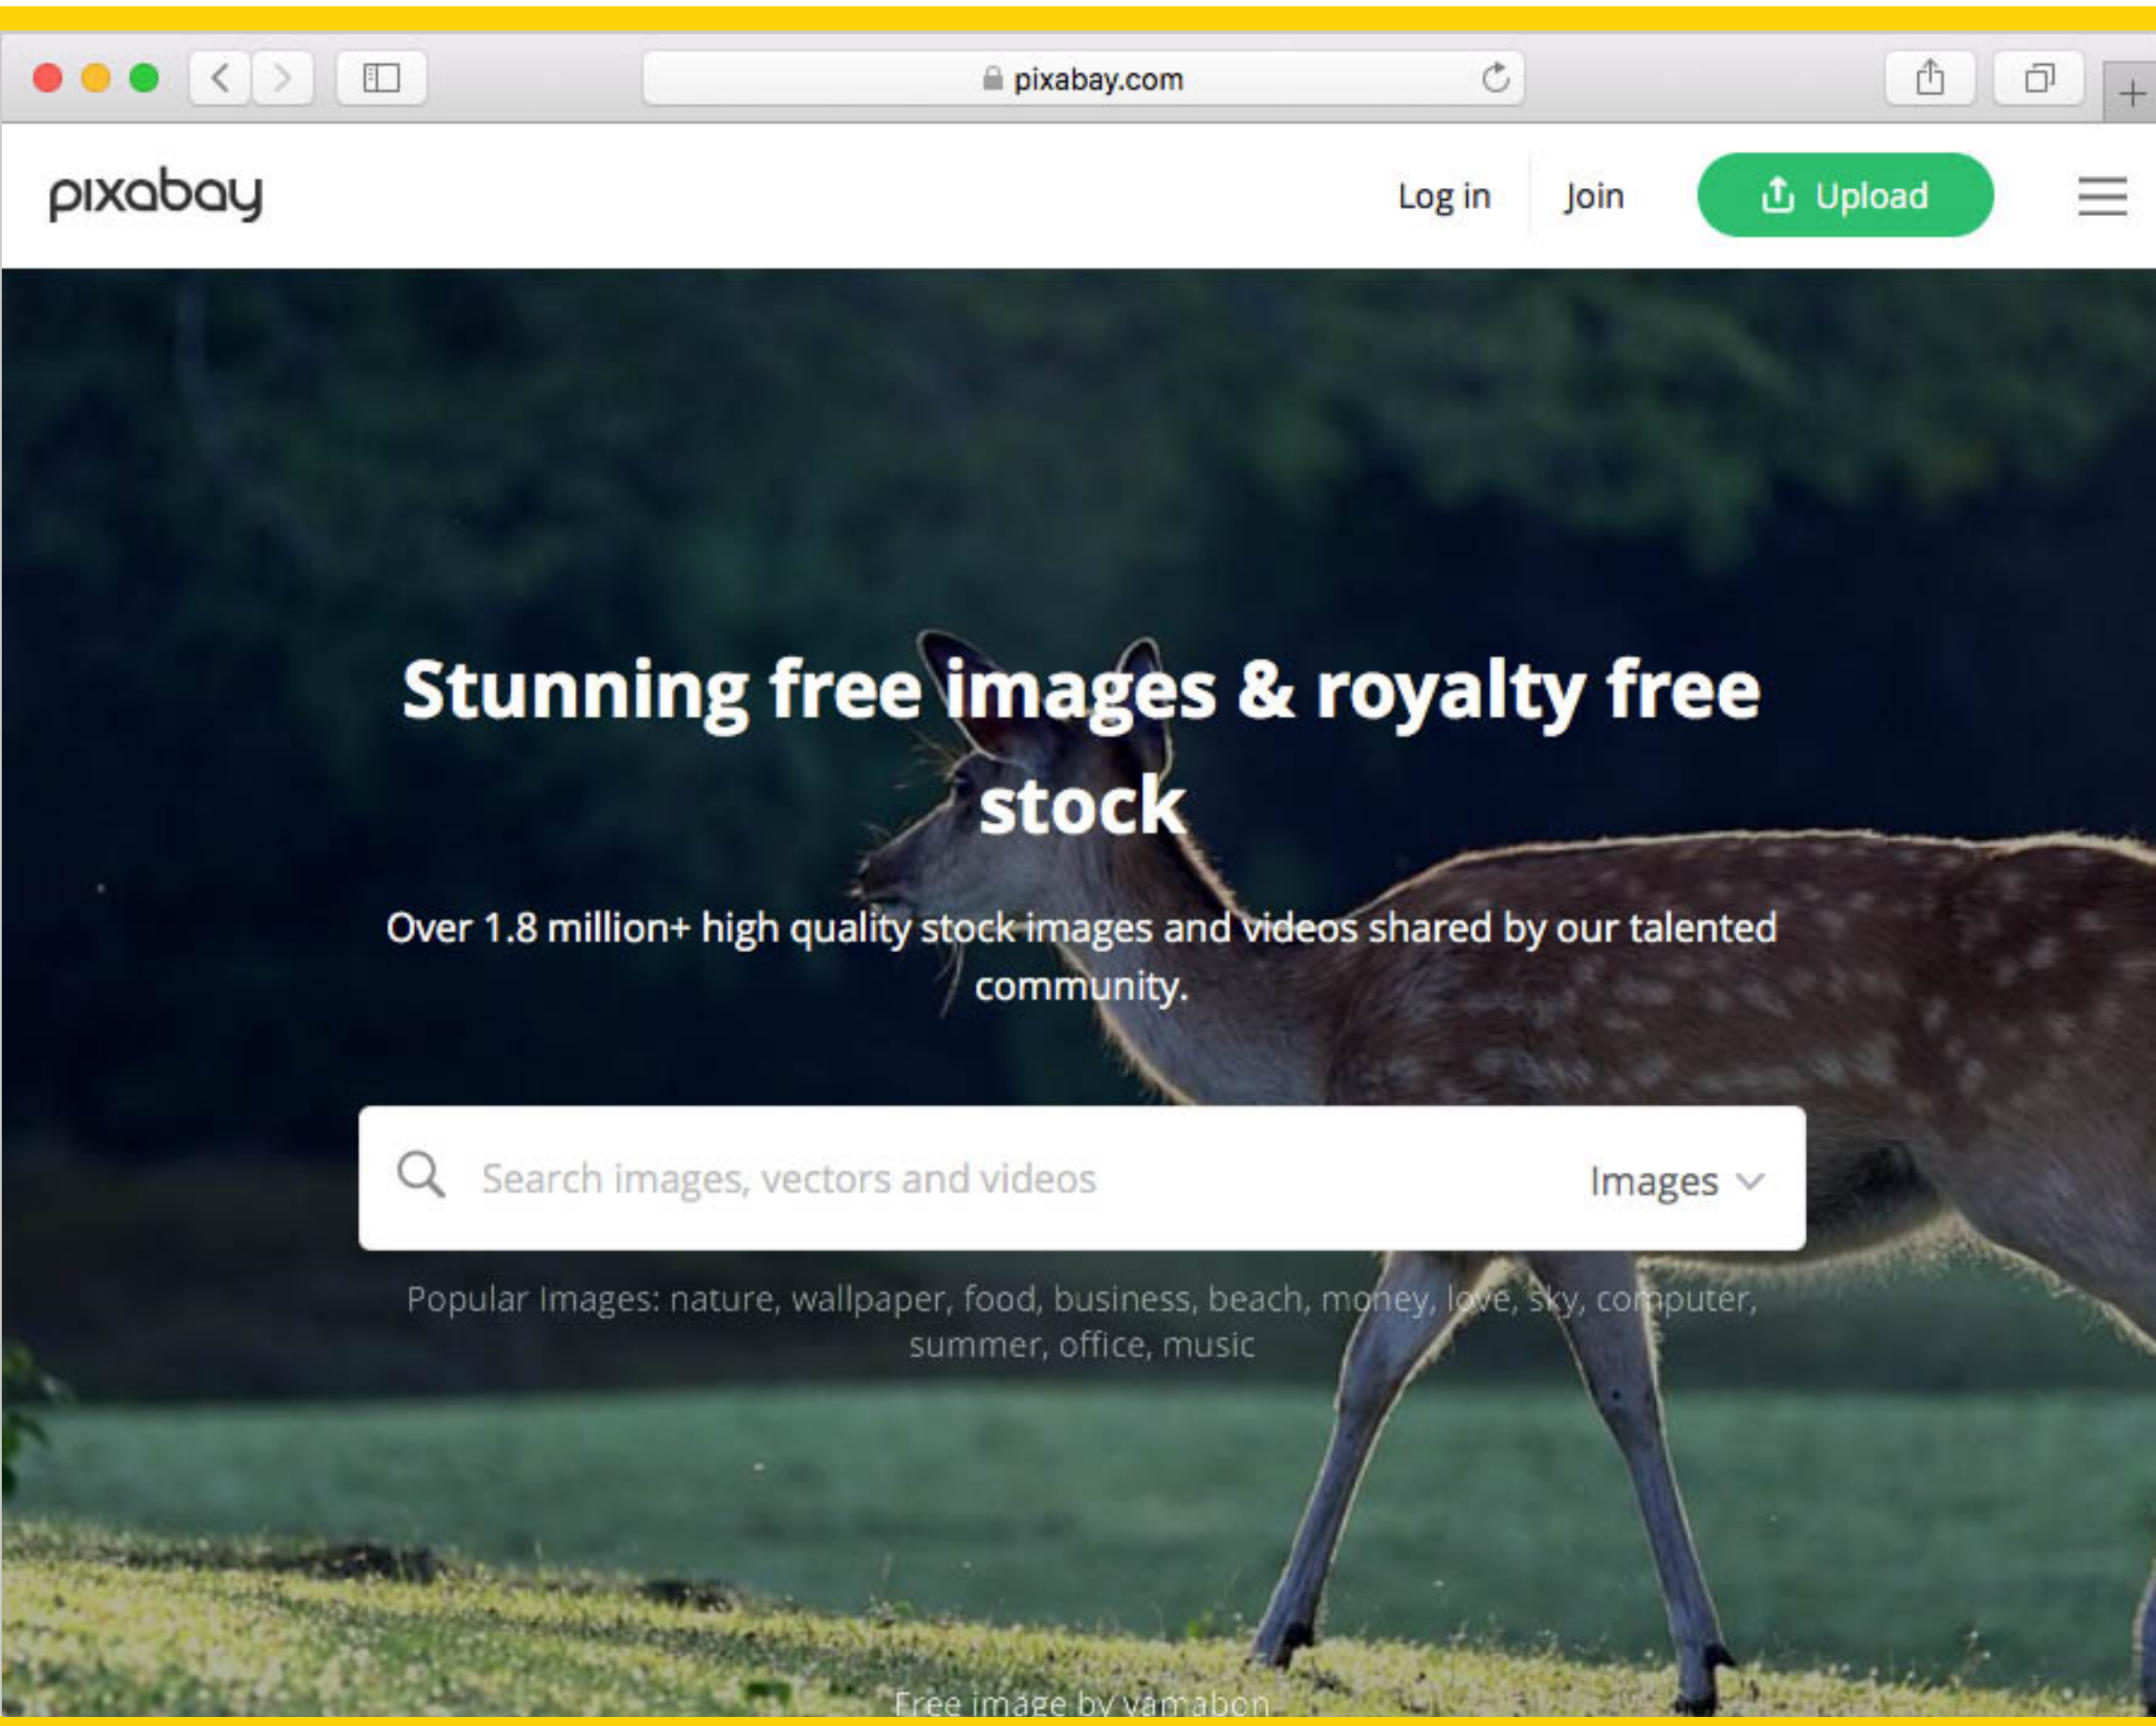 pixabay.com
pixabay
Log in
Join
Upload
Stunning free images & royalty free
stock
Over 1.8 million+ high quality stock images and videos shared by our talented
community.
Search images, vectors and videos
Images
Popular Images: nature, wallpaper, food, business, beach, money, love, sky, computer,
summer, office, music
Free image by yamabon